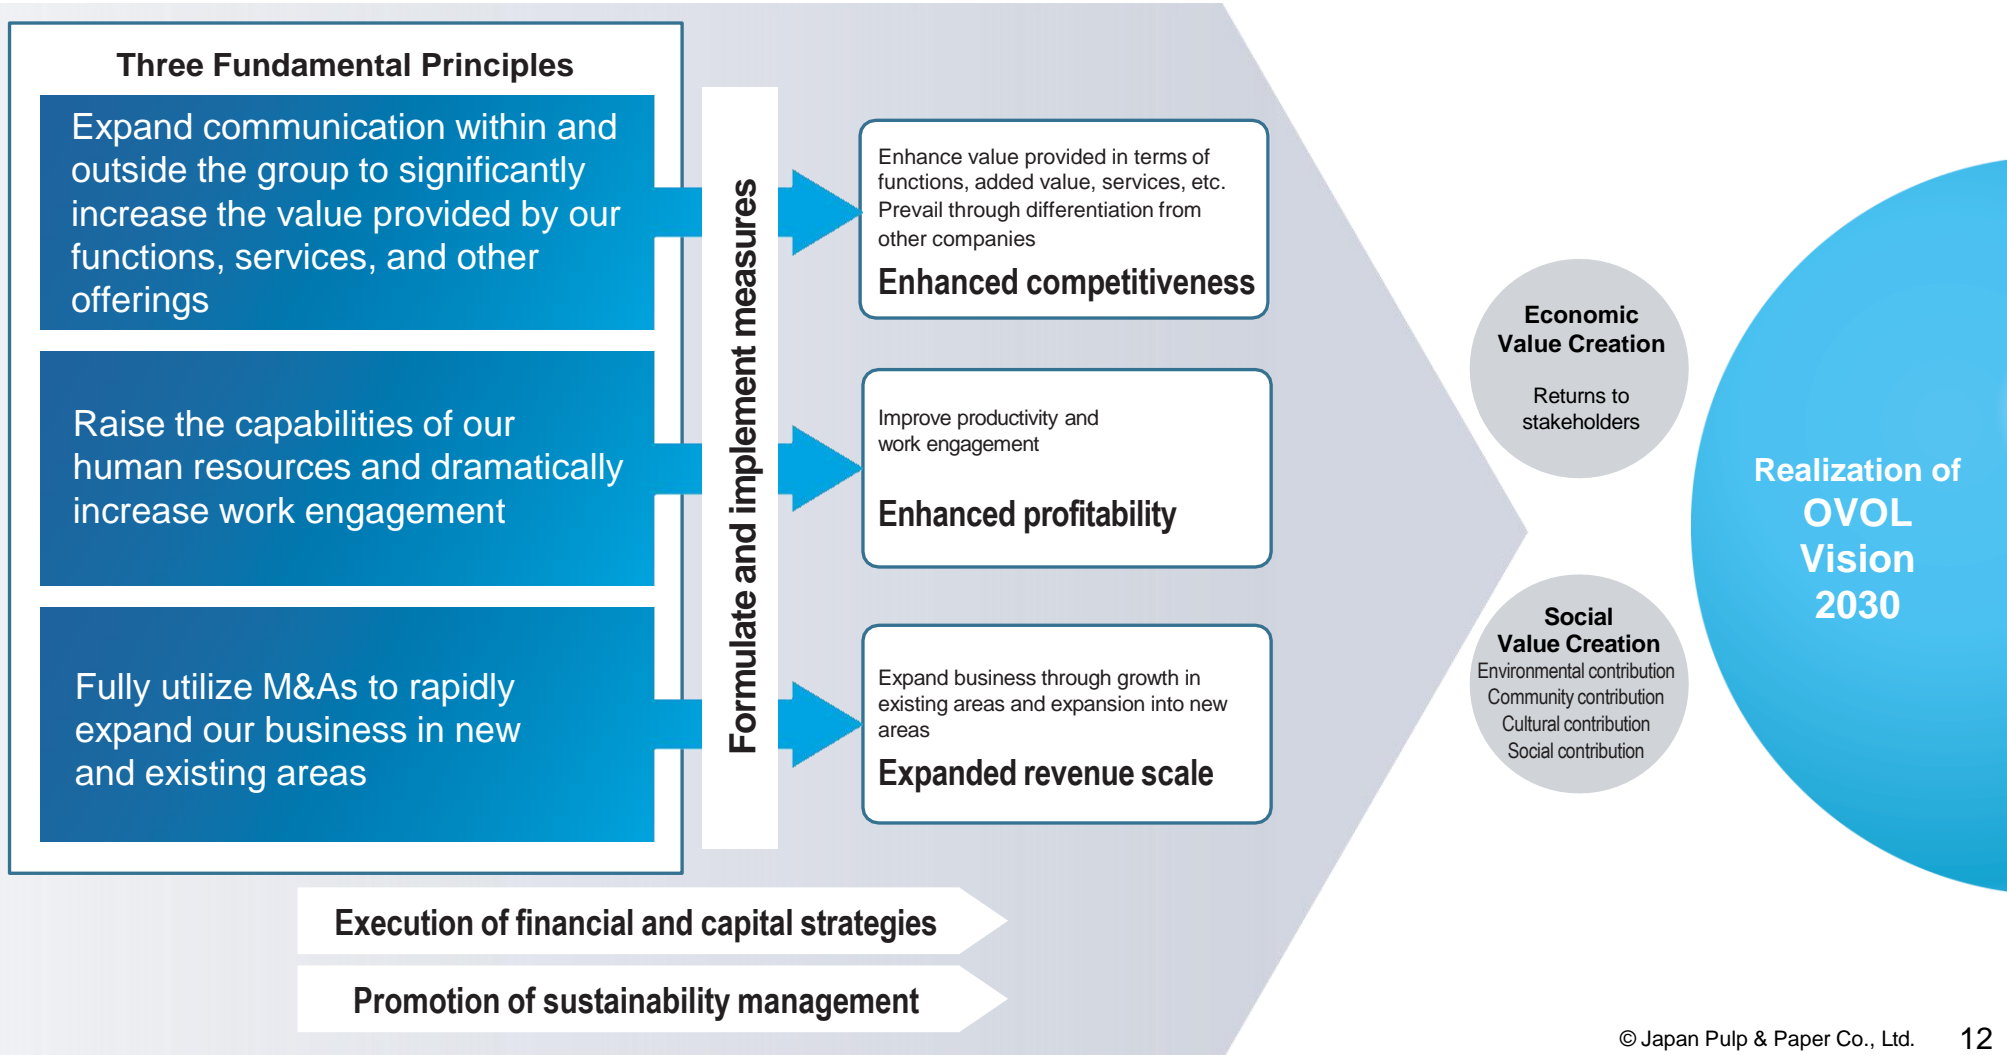 Three Fundamental Principles
Expand communication within and
outside the group to significantly
increase the value provided by our
functions, services, and other
offerings
Raise the capabilities of our
human resources and dramatically
increase work engagement
Fully utilize M&As to rapidly
expand our business in new
and existing areas
Formulate and implement measures
Enhance value provided in terms of
functions, added value, services, etc.
Prevail through differentiation from
other companies
Enhanced competitiveness
Improve productivity and
work engagement
Enhanced profitability
Expand business through growth in
existing areas and expansion into new
areas
Expanded revenue scale
Execution of financial and capital strategies
Promotion of sustainability management
Economic
Value Creation
Returns to
stakeholders
Social
Value Creation
Environmental contribution
Community contribution
Cultural contribution
Social contribution
Realization of
OVOL
Vision
2030
© Japan Pulp & Paper Co., Ltd. 12